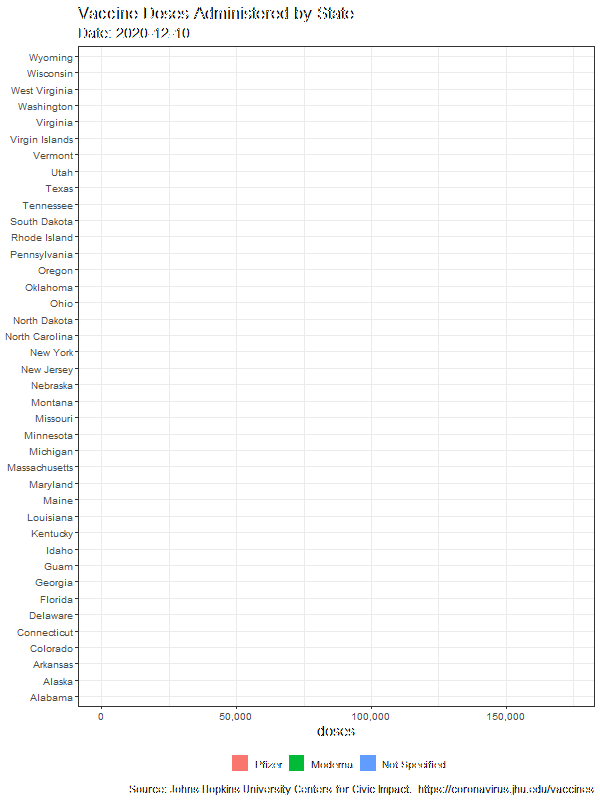 Vaccine Doses Administered by State
Date: 2020-12-10
Wyoming
Wisconsin
West Virginia
Washington
Virginia
Virgin Islands
Vermont
Utah
Texas
Tennessee
South Dakota
Rhode Island
Pennsylvania
Oregon
Oklahoma
Ohio
North Dakota
North Carolina
New York
New Jersey
Nebraska
Montana
Missouri
Minnesota
Michigan
Massachusetts
Maryland
Maine
Louisiana
Kentucky
Idaho
Guam
Georgia
Florida
Delaware
Connecticut
Colorado
Arkansas
Alaska
Alabama
0 50,000 100,000 150,000
doses
Pfizer Moderna Not Specified
Source: Johns Hopkins University Centers for Civic Impact. https://coronavirus.jhu.edu/vaccines